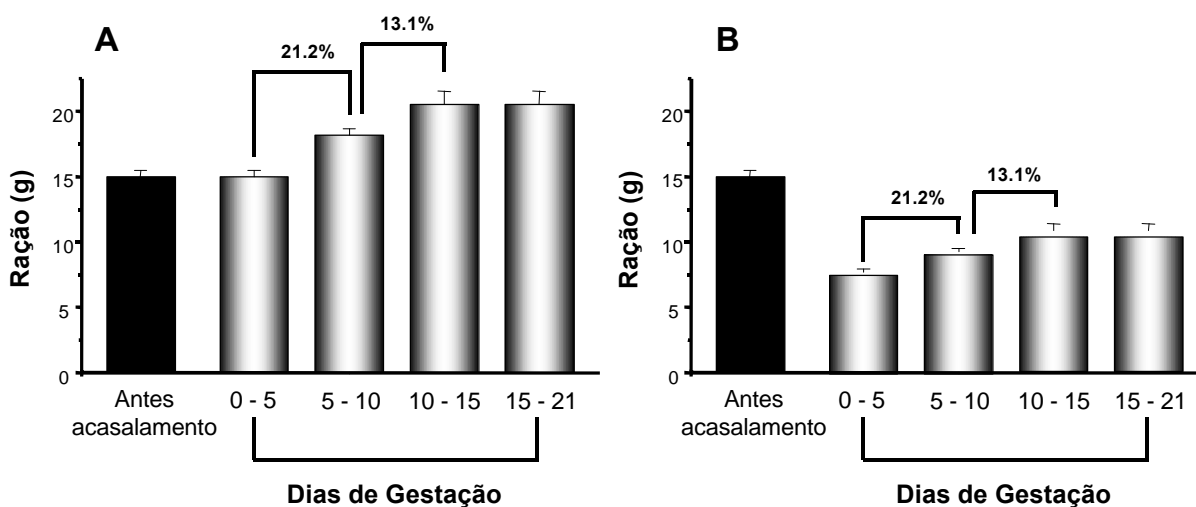 A
13.1%
21.2%
Ração (g)
20
15
10
5
0
Antes
acasalamento
0 - 5
5 - 10
10 - 15
15 - 21
Dias de Gestação
B
21.2%
13.1%
Ração (g)
20
15
10
5
0
Antes
acasalamento
0 - 5
5 - 10
10 - 15
15 - 21
Dias de Gestação